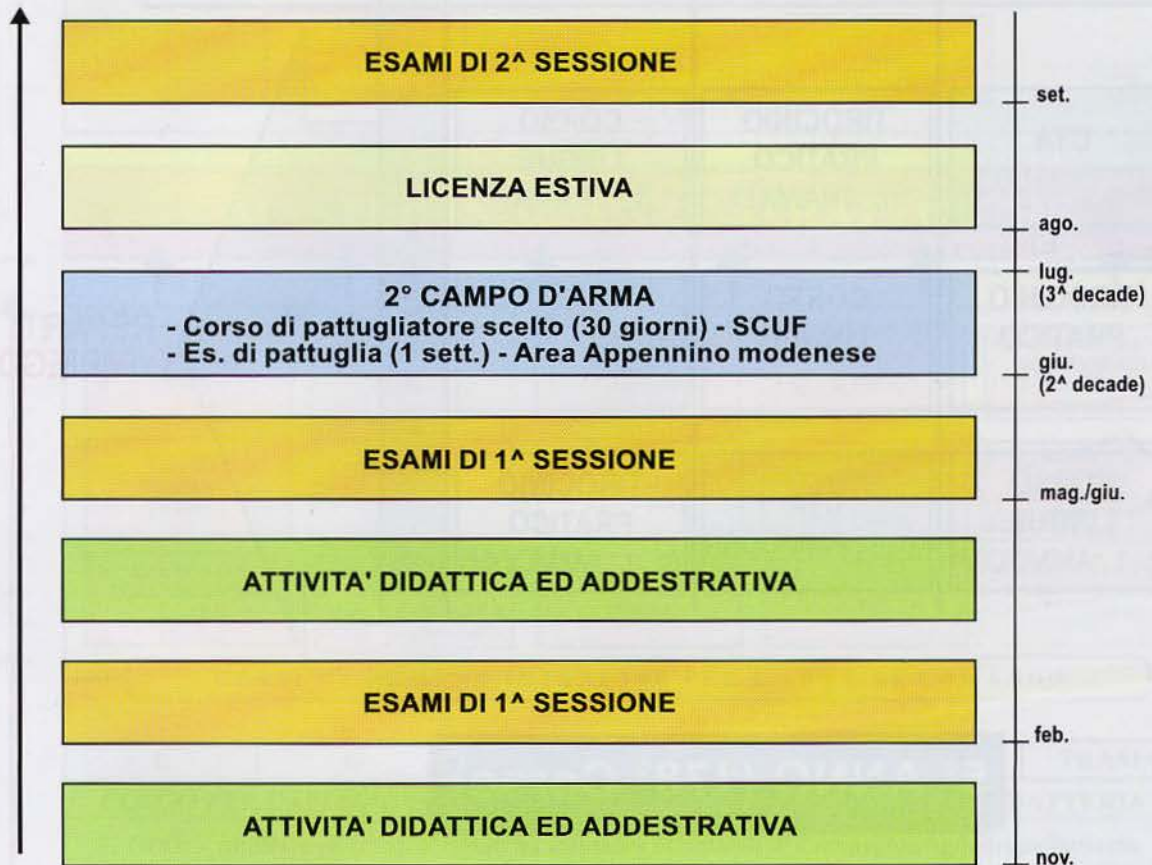 ESAMI DI 2^ SESSIONE
set.
LICENZA ESTIVA
ago.
lug.
(3^ decade)
2° CAMPO D'ARMA
- Corso di pattugliatore scelto (30 giorni) - SCUF
- Es. di pattuglia (1 sett.) - Area Appennino modenese
giu.
(2^ decade)
ESAMI DI 1^ SESSIONE
mag./giu.
ATTIVITA' DIDATTICA ED ADDESTRATIVA
ESAMI DI 1^ SESSIONE
feb.
ATTIVITA' DIDATTICA ED ADDESTRATIVA
nov.